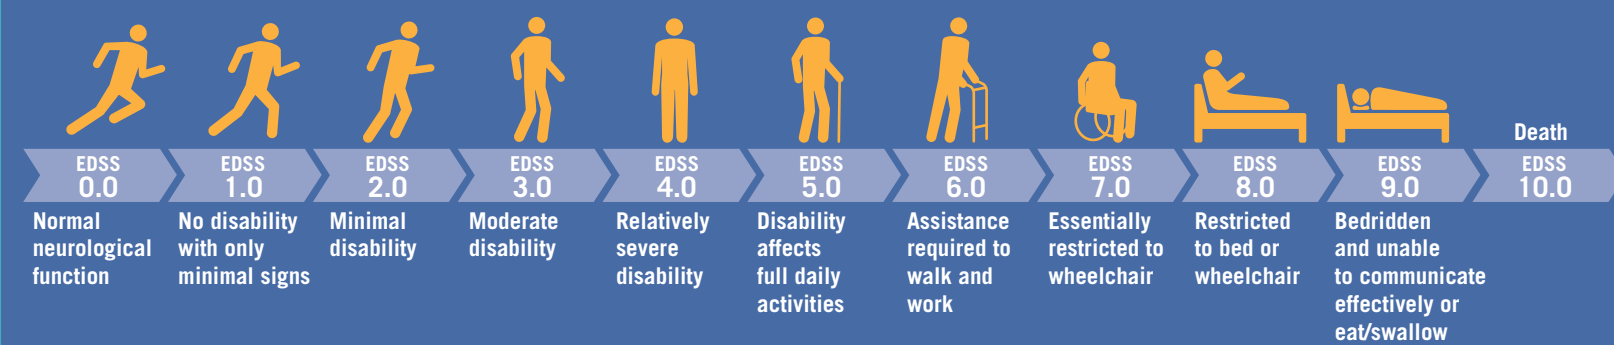 Death
EDSS
0.0
EDSS
1.0
EDSS
2.0
EDSS
3.0
EDSS
4.0
EDSS
5.0
EDSS
6.0
EDSS
7.0
EDSS
8.0
EDSS
9.0
EDSS
10.0
Normal
neurological
function
No disability
with only
minimal signs
Minimal
disability
Moderate
disability
Relatively
severe
disability
Disability
affects
full daily
activities
Assistance
required to
walk and
work
Essentially
restricted to
wheelchair
Restricted
to bed or
wheelchair
Bedridden
and unable
to communicate
effectively or
eat/swallow